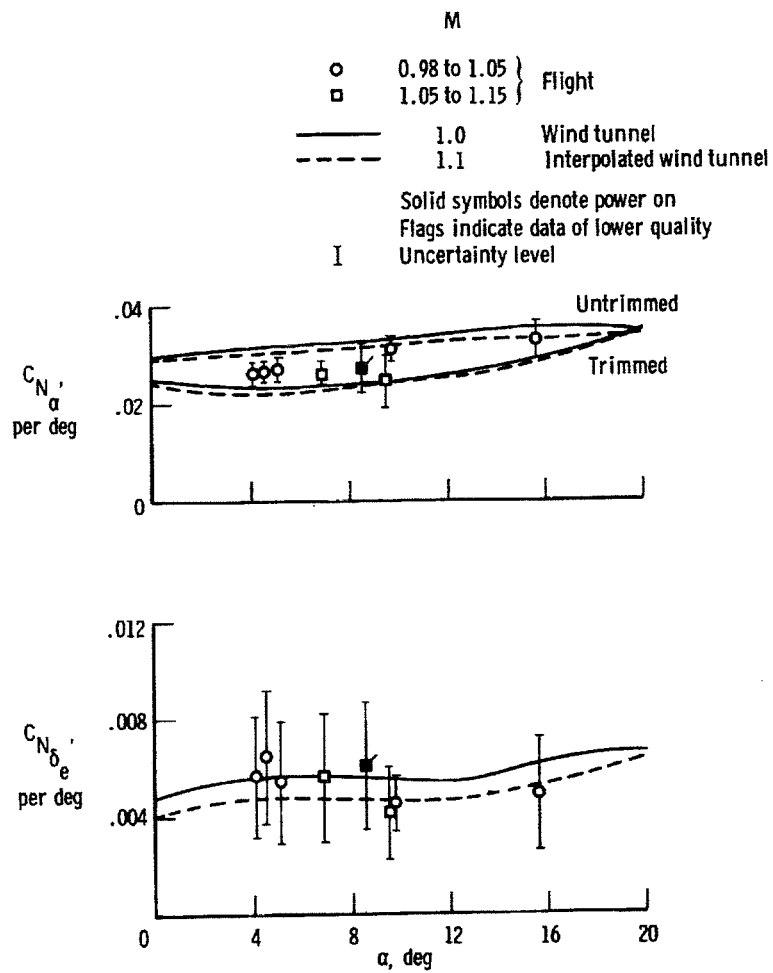 M
0.98 to 1.05
1.05 to 1.15
Flight
1.0 Wind tunnel
1.1 Interpolated wind tunnel
Solid symbols denote power on
Flags indicate data of lower quality
I Uncertainty level
.04
Untrimmed
Trimmed
C_Nα'
per deg
.02
0
.012
.008
C_Nδe'
per deg
.004
0 4 8 12 16 20
α, deg